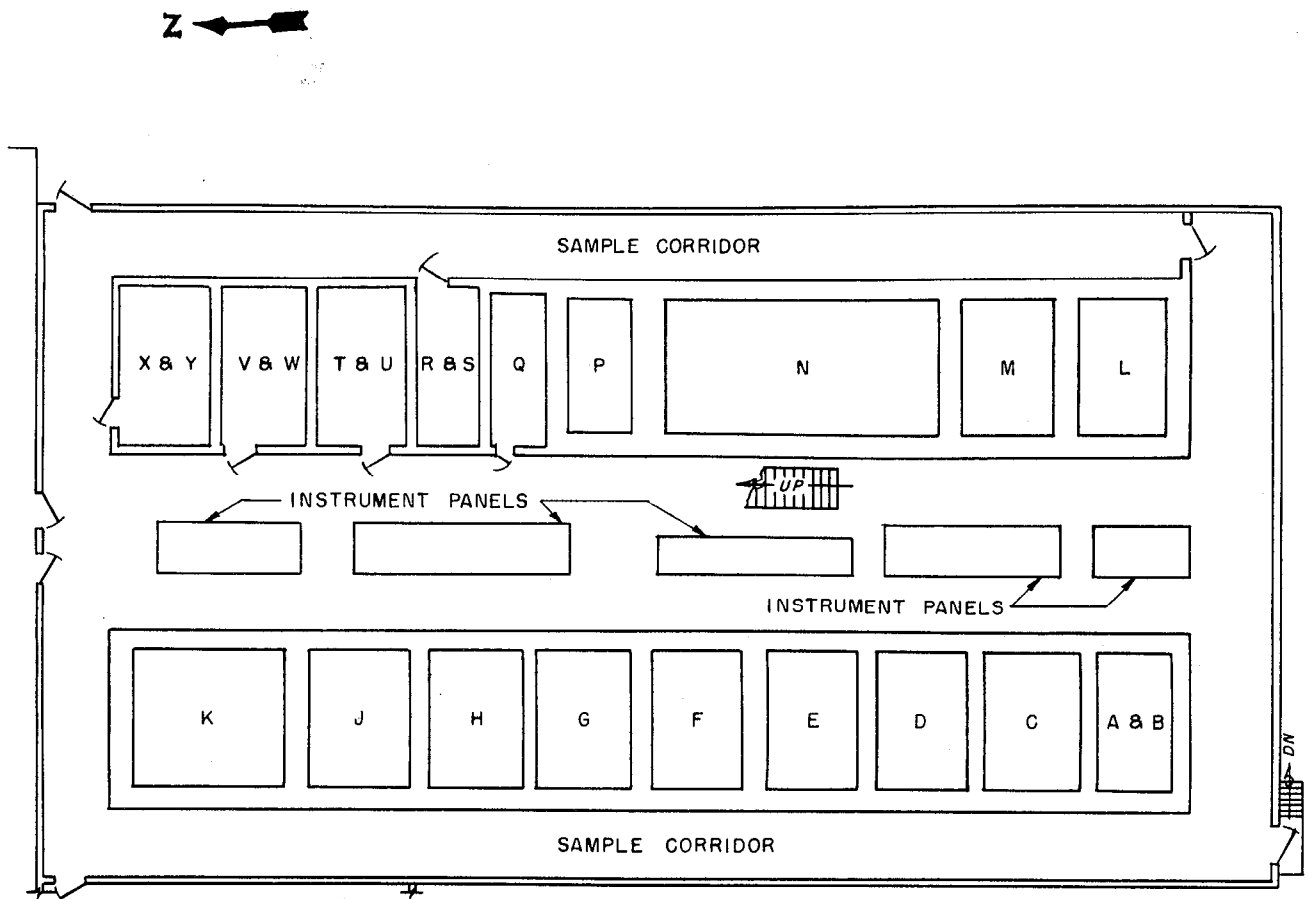 N
SAMPLE CORRIDOR
X & Y
V & W
T & U
R & S
Q
P
N
M
L
UP
INSTRUMENT PANELS
INSTRUMENT PANELS
K
J
H
G
F
E
D
C
A & B
DN
SAMPLE CORRIDOR